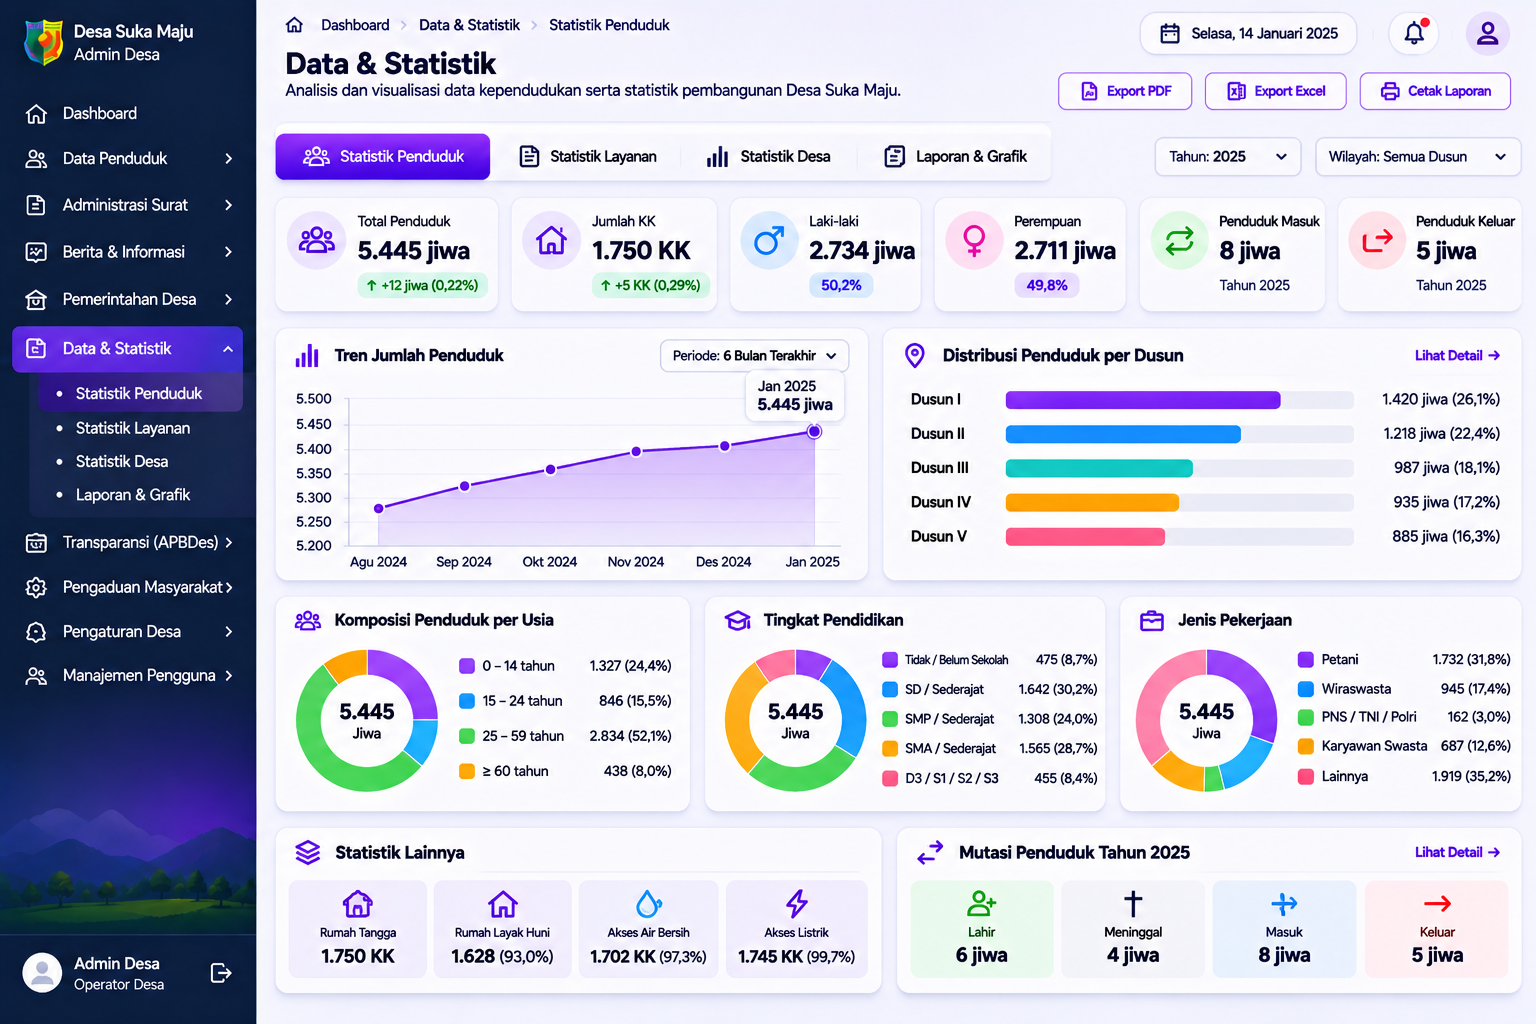 Desa Suka Maju
Admin Desa
Dashboard
Data Penduduk
Administrasi Surat
Berita & Informasi
Pemerintahan Desa
Data & Statistik
Statistik Penduduk
Statistik Layanan
Statistik Desa
Laporan & Grafik
Transparansi (APBDes)
Pengaduan Masyarakat
Pengaturan Desa
Manajemen Pengguna
Admin Desa
Operator Desa
Dashboard > Data & Statistik > Statistik Penduduk
Selasa, 14 Januari 2025
Data & Statistik
Analisis dan visualisasi data kependudukan serta statistik pembangunan Desa Suka Maju.
Export PDF
Export Excel
Cetak Laporan
Statistik Penduduk
Statistik Layanan
Statistik Desa
Laporan & Grafik
Tahun: 2025
Wilayah: Semua Dusun
Total Penduduk
5.445 jiwa
↑ +12 jiwa (0,22%)
Jumlah KK
1.750 KK
↑ +5 KK (0,29%)
Laki-laki
2.734 jiwa
50,2%
Perempuan
2.711 jiwa
49,8%
Penduduk Masuk
8 jiwa
Tahun 2025
Penduduk Keluar
5 jiwa
Tahun 2025
Tren Jumlah Penduduk
Periode: 6 Bulan Terakhir
Jan 2025
5.445 jiwa
5.500
5.450
5.400
5.350
5.300
5.250
5.200
Agu 2024 Sep 2024 Okt 2024 Nov 2024 Des 2024 Jan 2025
Distribusi Penduduk per Dusun
Lihat Detail →
Dusun I 1.420 jiwa (26,1%)
Dusun II 1.218 jiwa (22,4%)
Dusun III 987 jiwa (18,1%)
Dusun IV 935 jiwa (17,2%)
Dusun V 885 jiwa (16,3%)
Komposisi Penduduk per Usia
5.445
Jiwa
0 – 14 tahun 1.327 (24,4%)
15 – 24 tahun 846 (15,5%)
25 – 59 tahun 2.834 (52,1%)
≥ 60 tahun 438 (8,0%)
Tingkat Pendidikan
5.445
Jiwa
Tidak / Belum Sekolah 475 (8,7%)
SD / Sederajat 1.642 (30,2%)
SMP / Sederajat 1.308 (24,0%)
SMA / Sederajat 1.565 (28,7%)
D3 / S1 / S2 / S3 455 (8,4%)
Jenis Pekerjaan
5.445
Jiwa
Petani 1.732 (31,8%)
Wiraswasta 945 (17,4%)
PNS / TNI / Polri 162 (3,0%)
Karyawan Swasta 687 (12,6%)
Lainnya 1.919 (35,2%)
Statistik Lainnya
Rumah Tangga
1.750 KK
Rumah Layak Huni
1.628 (93,0%)
Akses Air Bersih
1.702 KK (97,3%)
Akses Listrik
1.745 KK (99,7%)
Mutasi Penduduk Tahun 2025
Lihat Detail →
Lahir
6 jiwa
Meninggal
4 jiwa
Masuk
8 jiwa
Keluar
5 jiwa